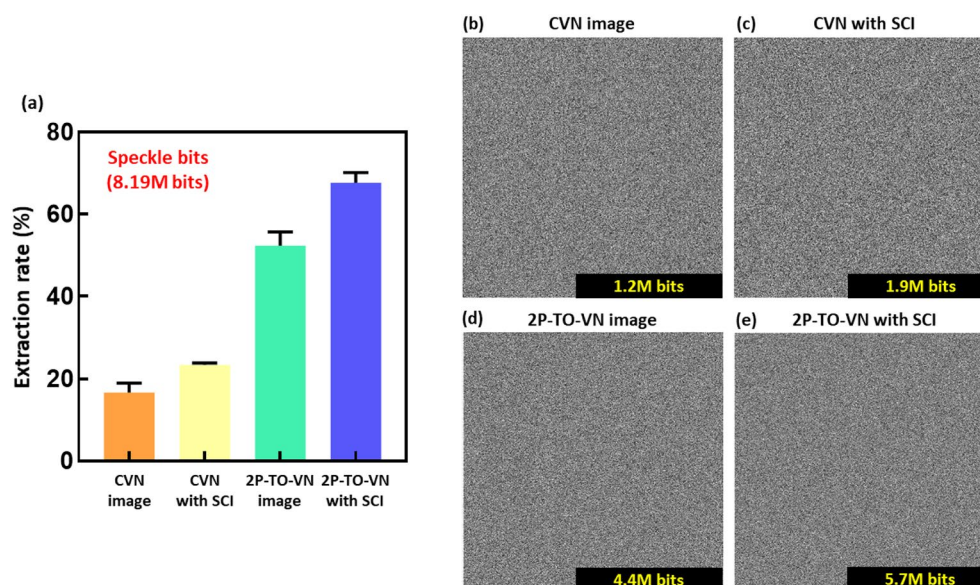 (a)
80
60
40
20
0
Extraction rate (%)
Speckle bits
(8.19M bits)
CVN
image
CVN
with SCI
2P-TO-VN
image
2P-TO-VN
with SCI
(b)
CVN image
1.2M bits
(c)
CVN with SCI
1.9M bits
(d)
2P-TO-VN image
4.4M bits
(e)
2P-TO-VN with SCI
5.7M bits